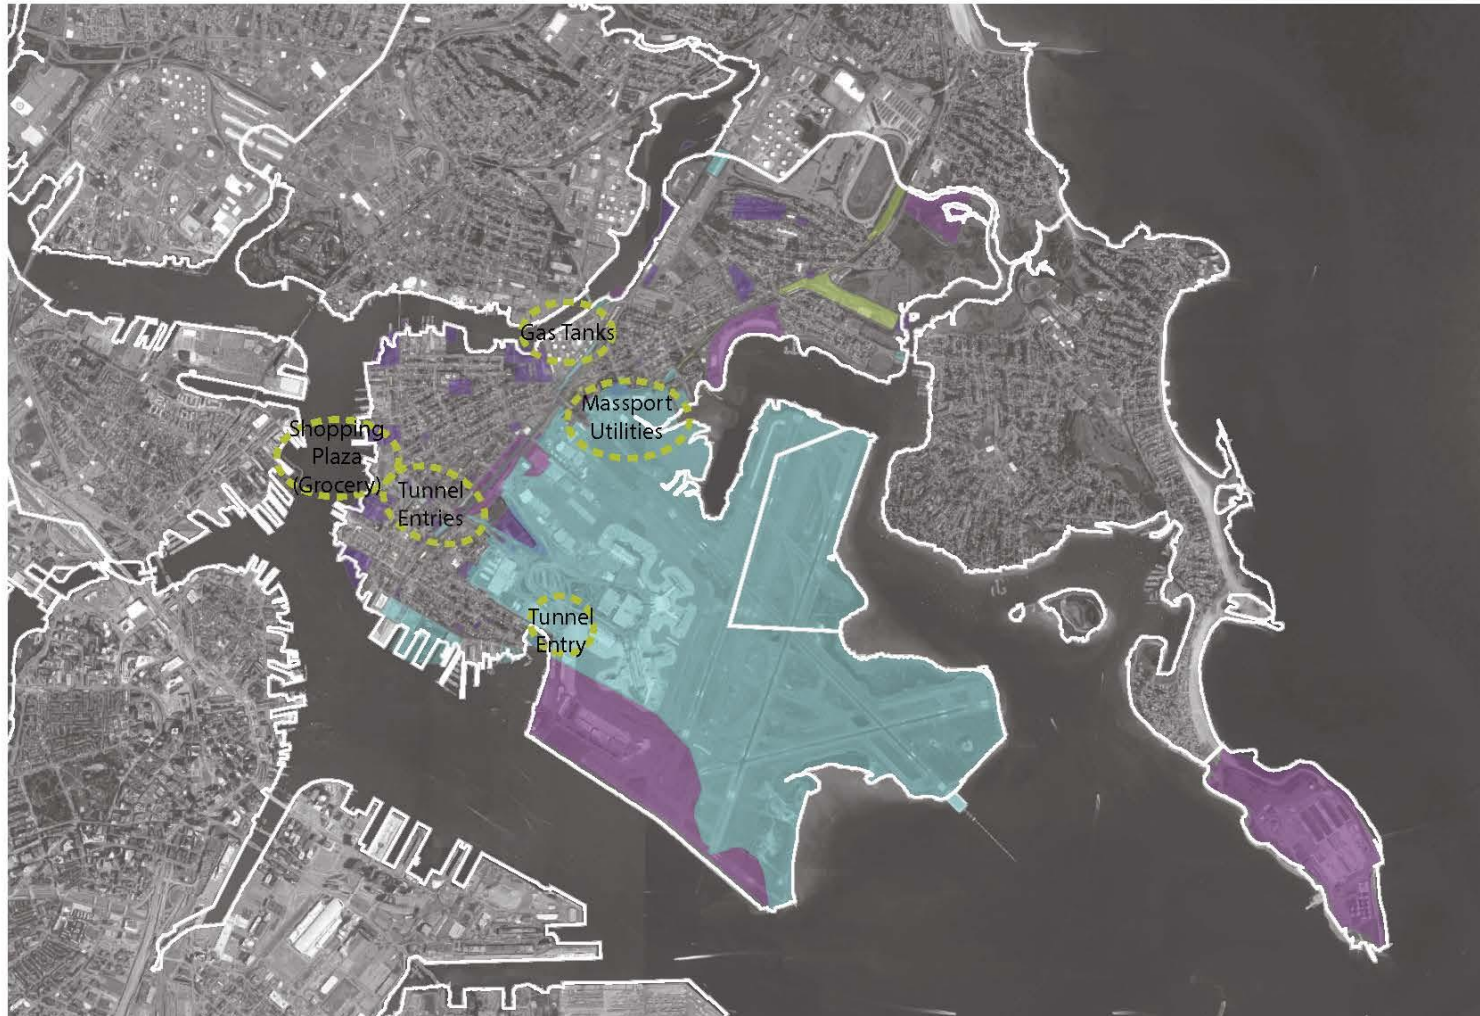 Gas Tanks
Massport
Utilities
Shopping
Plaza
(Grocery)
Tunnel
Entries
Tunnel
Entry